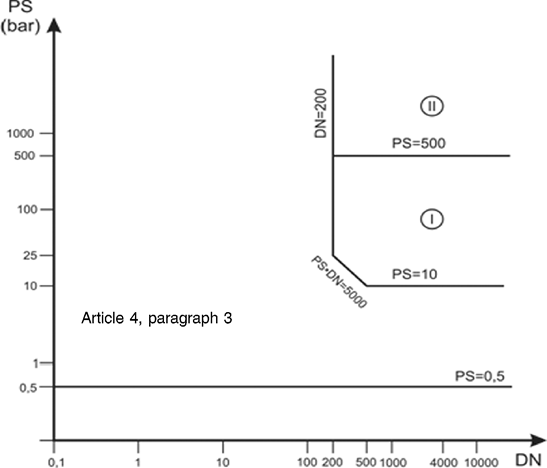 PS
(bar)
DN=200
II
1000
PS=500
500
100
I
25
PS•DN=5000
PS=10
10
Article 4, paragraph 3
1
PS=0,5
0,5
0,1 1 10 100 200 5000 1000 4000 10000 DN